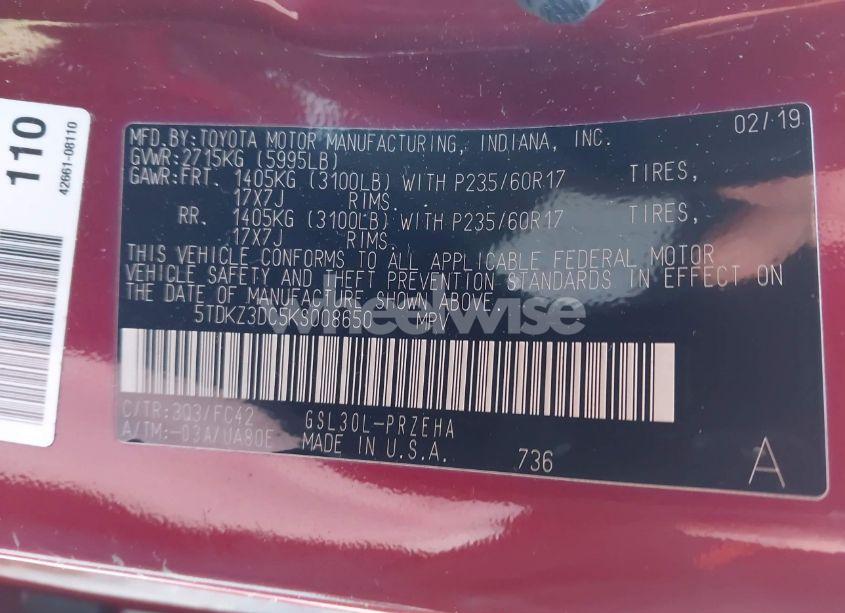 110
42661-08110
MFD.BY:TOYOTA MOTOR MANUFACTURING, INDIANA, INC. 02/19
GVWR:2715KG (5995LB)
GAWR:FRT. 1405KG (3100LB) WITH P235/60R17 TIRES,
17X7J RIMS.
RR. 1405KG (3100LB) WITH P235/60R17 TIRES,
17X7J RIMS.
THIS VEHICLE CONFORMS TO ALL APPLICABLE FEDERAL MOTOR
VEHICLE SAFETY AND THEFT PREVENTION STANDARDS IN EFFECT ON
THE DATE OF MANUFACTURE SHOWN ABOVE.
5TDKZ3DC5KS008650 MPV
wheelwise
C/TR:3Q3/FC42 GSL30L-PRZEHA
A/TM:-03A/UA80E MADE IN U.S.A. 736 A